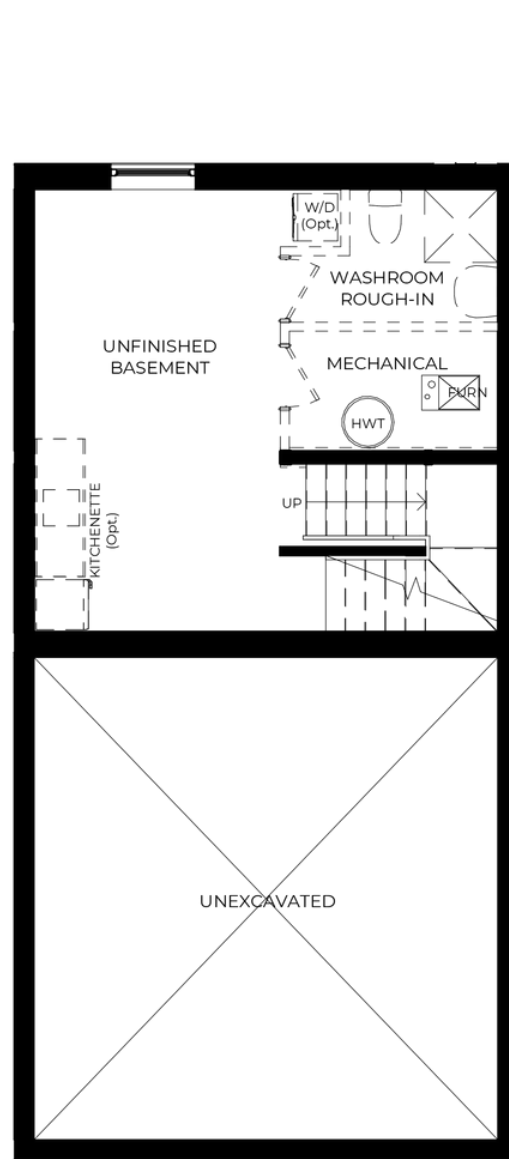 W/D
(Opt.)
WASHROOM
ROUGH-IN
UNFINISHED
BASEMENT
MECHANICAL
FURN
HWT
KITCHENETTE
(Opt.)
UP
UNEXCAVATED